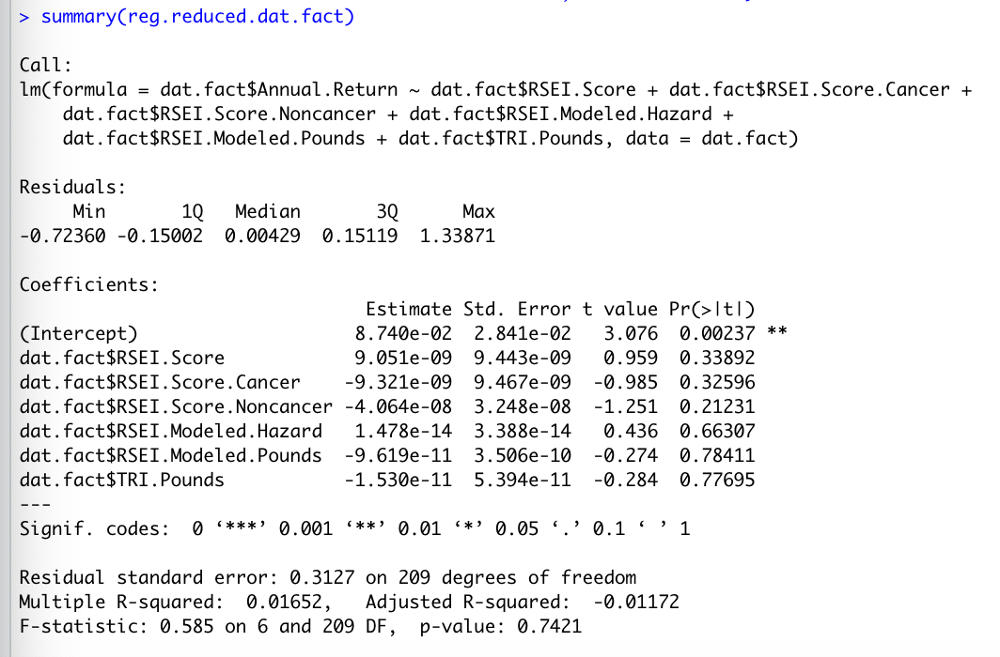 > summary(reg.reduced.dat.fact)
Call:
lm(formula = dat.fact$Annual.Return ~ dat.fact$RSEI.Score + dat.fact$RSEI.Score.Cancer +
    dat.fact$RSEI.Score.Noncancer + dat.fact$RSEI.Modeled.Hazard +
    dat.fact$RSEI.Modeled.Pounds + dat.fact$TRI.Pounds, data = dat.fact)
Residuals:
     Min       1Q   Median       3Q      Max
-0.72360 -0.15002  0.00429  0.15119  1.33871
Coefficients:
                                Estimate Std. Error t value Pr(>|t|)
(Intercept)                    8.740e-02  2.841e-02   3.076  0.00237 **
dat.fact$RSEI.Score            9.051e-09  9.443e-09   0.959  0.33892
dat.fact$RSEI.Score.Cancer    -9.321e-09  9.467e-09  -0.985  0.32596
dat.fact$RSEI.Score.Noncancer -4.064e-08  3.248e-08  -1.251  0.21231
dat.fact$RSEI.Modeled.Hazard   1.478e-14  3.388e-14   0.436  0.66307
dat.fact$RSEI.Modeled.Pounds  -9.619e-11  3.506e-10  -0.274  0.78411
dat.fact$TRI.Pounds           -1.530e-11  5.394e-11  -0.284  0.77695
---
Signif. codes:  0 ‘***’ 0.001 ‘**’ 0.01 ‘*’ 0.05 ‘.’ 0.1 ‘ ’ 1
Residual standard error: 0.3127 on 209 degrees of freedom
Multiple R-squared:  0.01652,	Adjusted R-squared:  -0.01172
F-statistic: 0.585 on 6 and 209 DF,  p-value: 0.7421